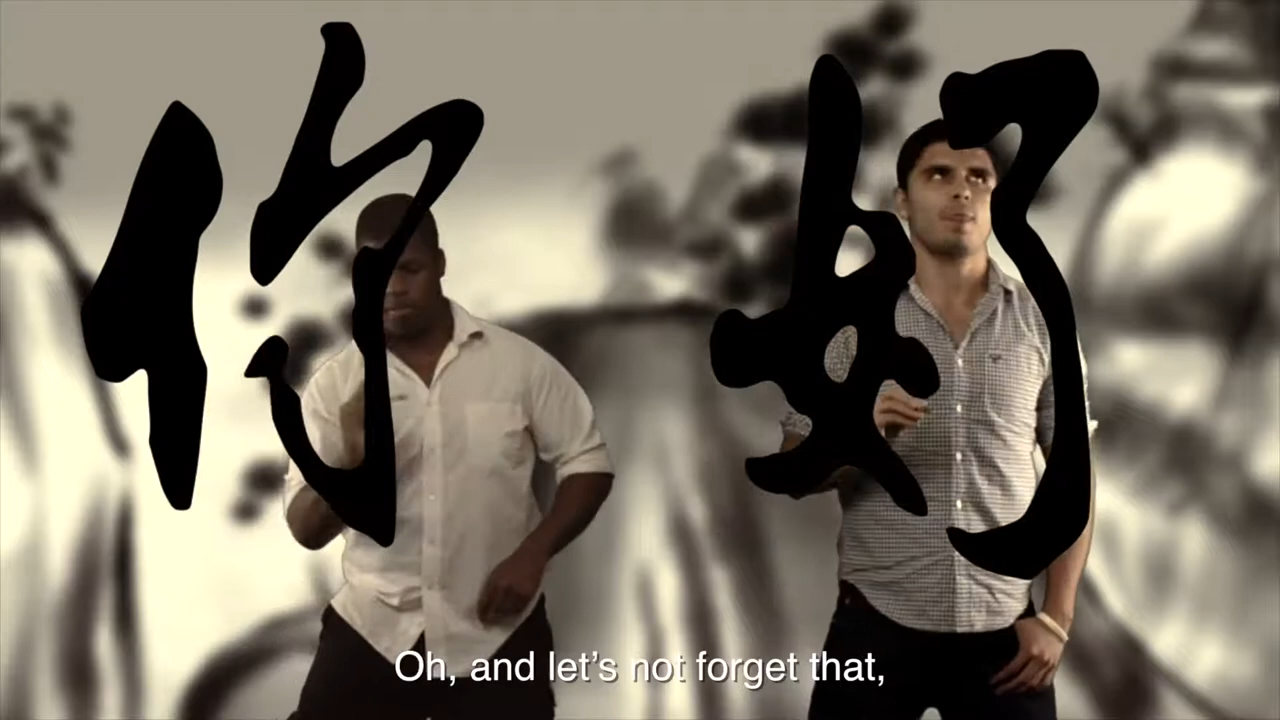 你好
Oh, and let's not forget that,